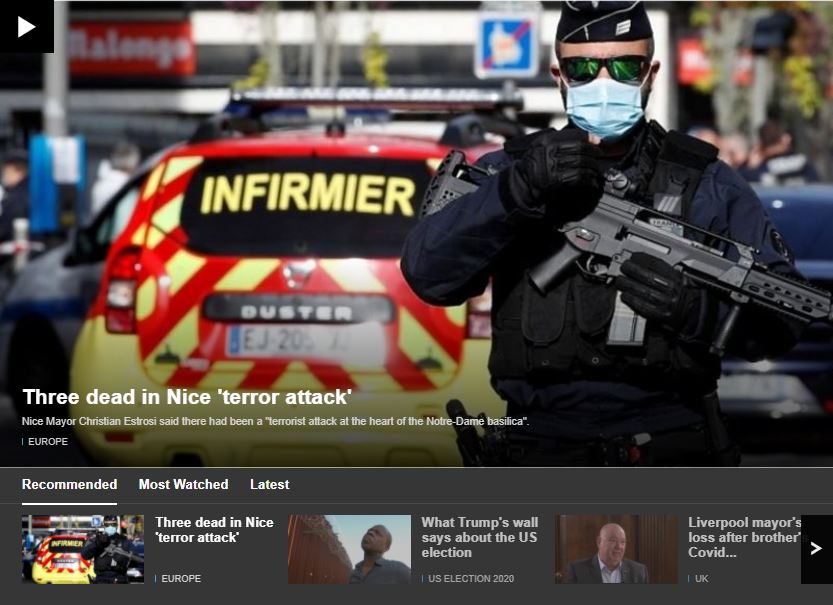 Malongo
INFIRMIER
DUSTER
Three dead in Nice 'terror attack'
Nice Mayor Christian Estrosi said there had been a "terrorist attack at the heart of the Notre-Dame basilica".
EUROPE
Recommended Most Watched Latest
Three dead in Nice
'terror attack'
EUROPE
What Trump's wall
says about the US
election
US ELECTION 2020
Liverpool mayor's
loss after brother's
Covid...
UK